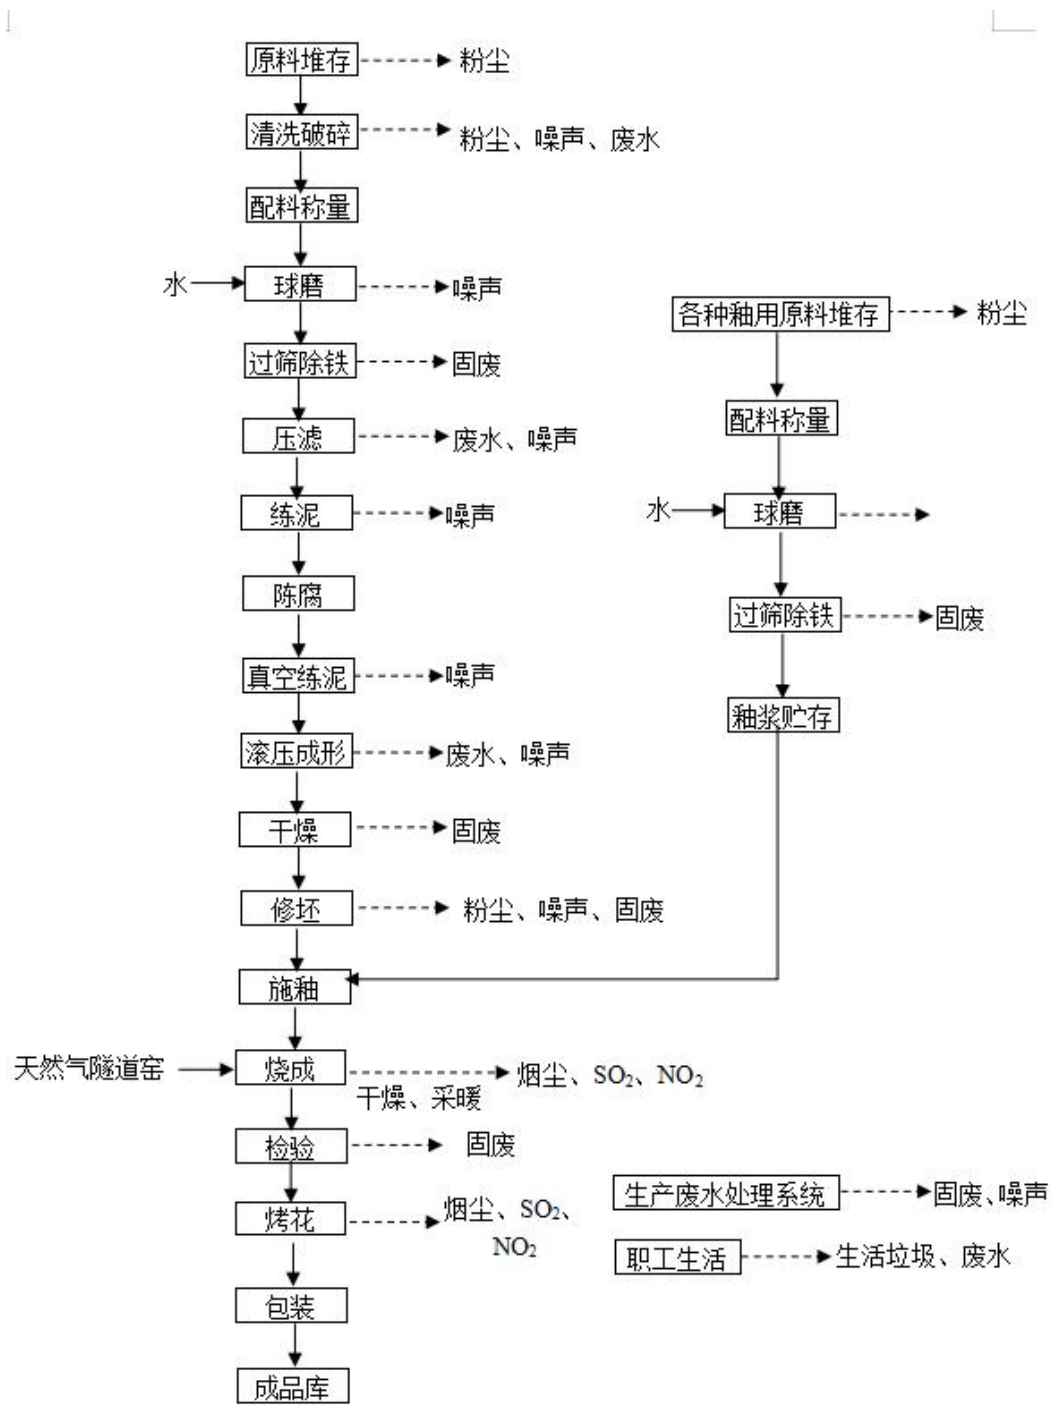 原料堆存 粉尘
清洗破碎 粉尘、噪声、废水
配料称量
水 球磨 噪声
各种釉用原料堆存 粉尘
过筛除铁 固废
配料称量
压滤 废水、噪声
水 球磨
练泥 噪声
陈腐
过筛除铁 固废
真空练泥 噪声
釉浆贮存
滚压成形 废水、噪声
干燥 固废
修坯 粉尘、噪声、固废
施釉
天然气隧道窑 烧成 烟尘、SO₂、NO₂
干燥、采暖
检验 固废
生产废水处理系统 固废、噪声
烤花 烟尘、SO₂、
NO₂
职工生活 生活垃圾、废水
包装
成品库